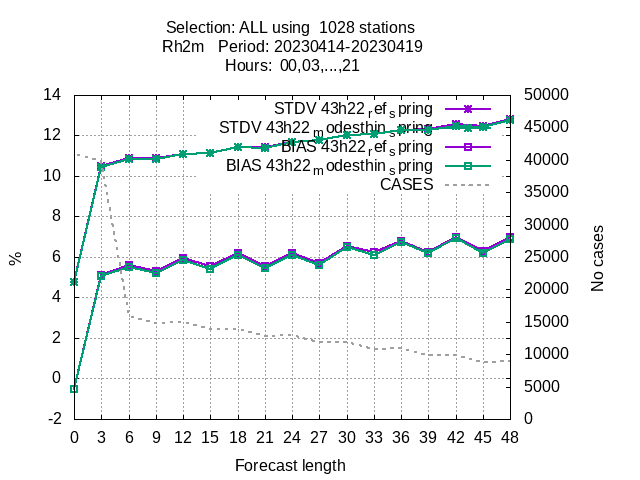 Selection: ALL using  1028 stations
Rh2m   Period: 20230414-20230419
Hours:  00,03,...,21
STDV 43h22_ref_spring
STDV 43h22_modesthin_spring
BIAS 43h22_ref_spring
BIAS 43h22_modesthin_spring
CASES
14
12
10
8
6
4
2
0
-2
%
50000
45000
40000
35000
30000
25000
20000
15000
10000
5000
0
No cases
0 3 6 9 12 15 18 21 24 27 30 33 36 39 42 45 48
Forecast length